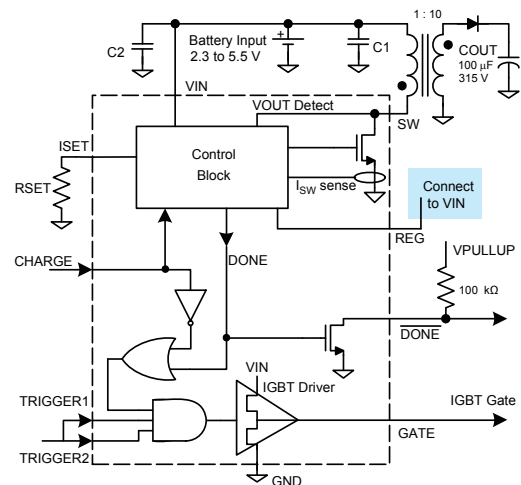 1 : 10
Battery Input
2.3 to 5.5 V
C2
C1
COUT
100 µF
315 V
VIN
VOUT Detect
SW
ISET
Control
Block
RSET
ISW sense
Connect
to VIN
REG
VPULLUP
CHARGE
DONE
100 kΩ
DONE
VIN
IGBT Driver
TRIGGER1
IGBT Gate
GATE
TRIGGER2
GND